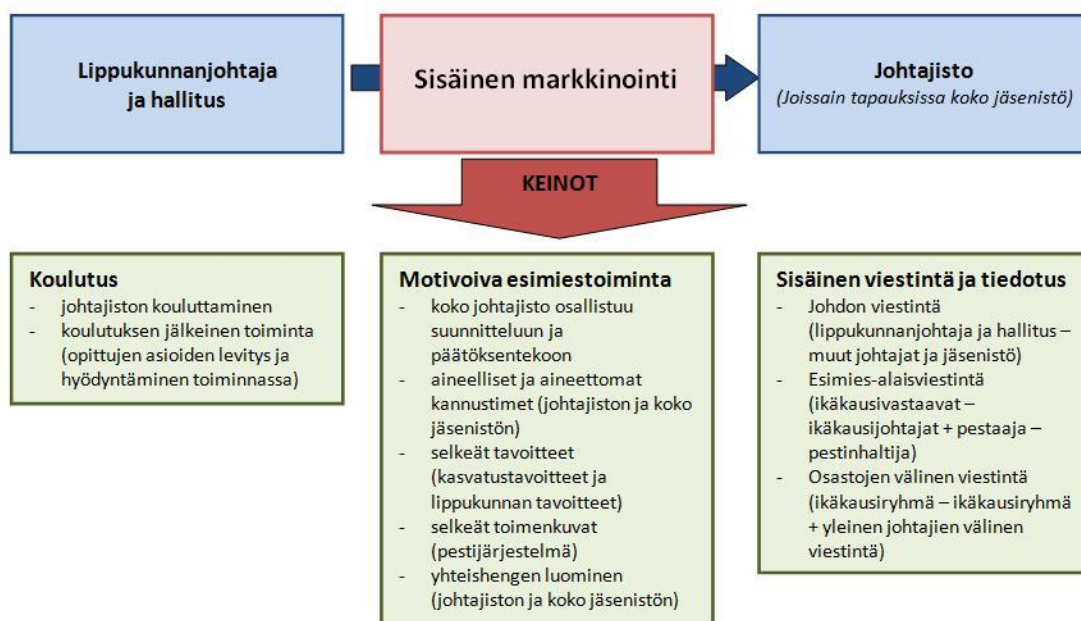 Lippukunnanjohtaja
ja hallitus
Sisäinen markkinointi
Johtajisto
(Joissain tapauksissa koko jäsenistö)
KEINOT
Koulutus
- johtajiston kouluttaminen
- koulutuksen jälkeinen toiminta
(opittujen asioiden levitys ja
hyödyntäminen toiminnassa)
Motivoiva esimiestoiminta
- koko johtajisto osallistuu
suunnitteluun ja
päätöksentekoon
- aineelliset ja aineettomat
kannustimet (johtajiston ja koko
jäsenistön)
- selkeät tavoitteet
(kasvatustavoitteet ja
lippukunnan tavoitteet)
- selkeät toimenkuvat
(pestijärjestelmä)
- yhteishengen luominen
(johtajiston ja koko jäsenistön)
Sisäinen viestintä ja tiedotus
- Johdon viestintä
(lippukunnanjohtaja ja hallitus –
muut johtajat ja jäsenistö)
- Esimies-alaisviestintä
(ikäkausivastaavat –
ikäkausijohtajat + pestaaja –
pestinhaltija)
- Osastojen välinen viestintä
(ikäkausiryhmä – ikäkausiryhmä
+ yleinen johtajien välinen
viestintä)